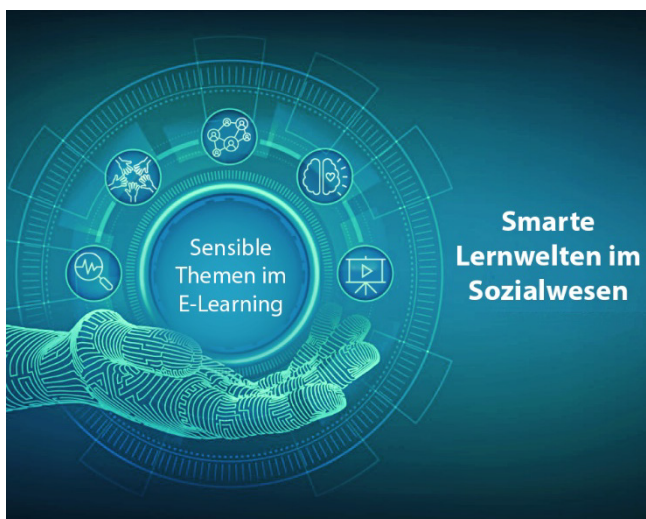 Sensible
Themen im
E-Learning
Smarte
Lernwelten im
Sozialwesen